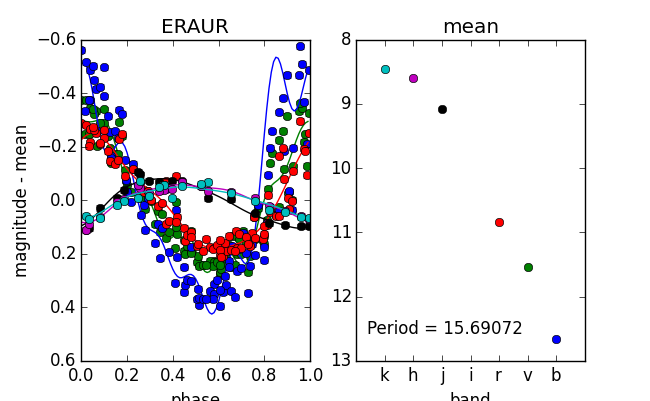 ERAUR
mean
−0.6
−0.4
−0.2
0.0
0.2
0.4
0.6
magnitude - mean
0.0 0.2 0.4 0.6 0.8 1.0
phase
8
9
10
11
12
13
Period = 15.69072
k h j i r v b
band